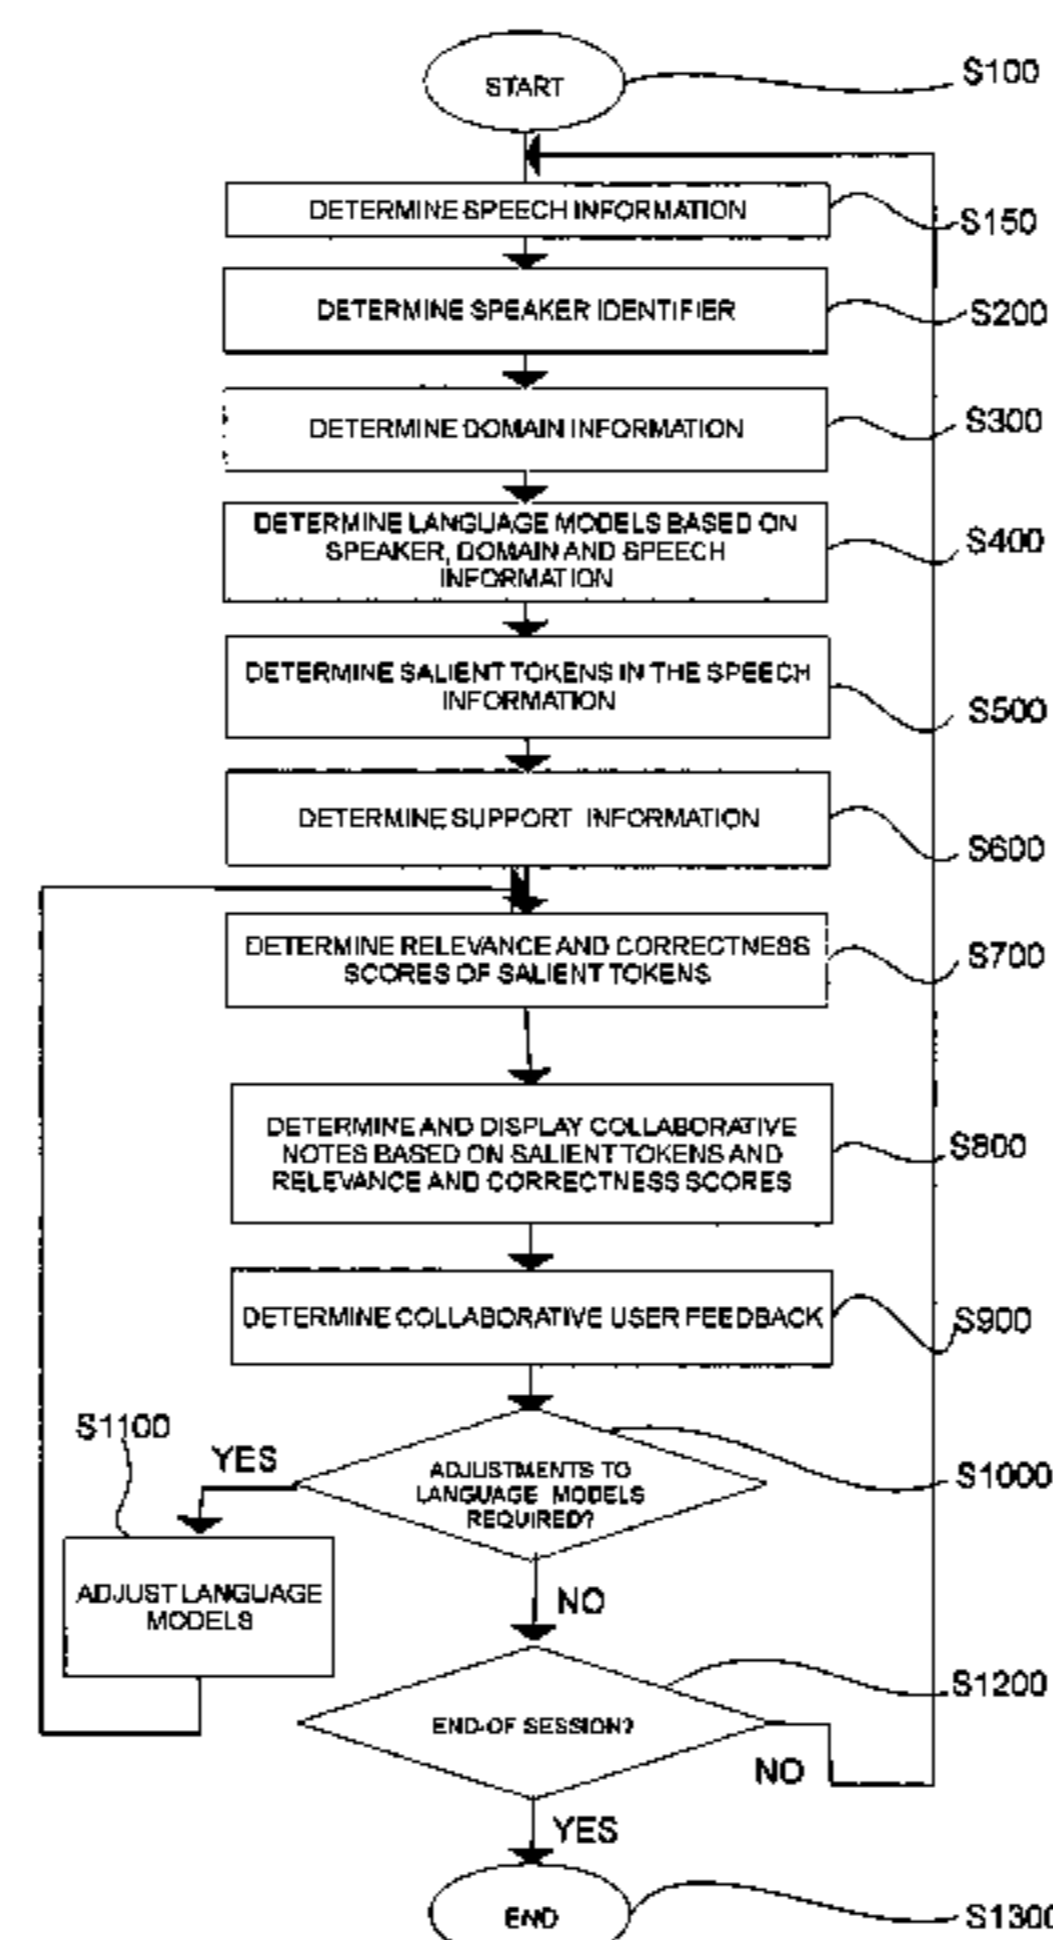 START
S100
DETERMINE SPEECH INFORMATION
S150
DETERMINE SPEAKER IDENTIFIER
S200
DETERMINE DOMAIN INFORMATION
S300
DETERMINE LANGUAGE MODELS BASED ON
SPEAKER, DOMAIN AND SPEECH
INFORMATION
S400
DETERMINE SALIENT TOKENS IN THE SPEECH
INFORMATION
S500
DETERMINE SUPPORT INFORMATION
S600
DETERMINE RELEVANCE AND CORRECTNESS
SCORES OF SALIENT TOKENS
S700
DETERMINE AND DISPLAY COLLABORATIVE
NOTES BASED ON SALIENT TOKENS AND
RELEVANCE AND CORRECTNESS SCORES
S800
DETERMINE COLLABORATIVE USER FEEDBACK
S900
S1100
YES
ADJUSTMENTS TO
LANGUAGE MODELS
REQUIRED?
S1000
ADJUST LANGUAGE
MODELS
NO
END-OF SESSION?
S1200
NO
YES
END
S1300